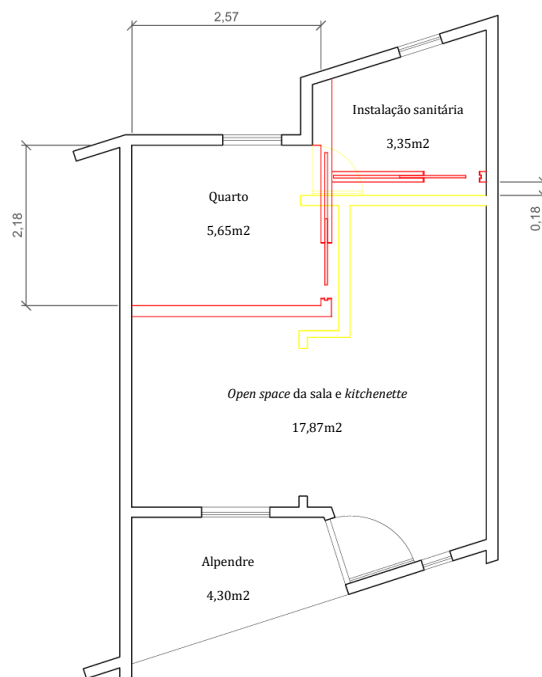 2,57
Instalação sanitária
3,35m2
Quarto
5,65m2
2,18
0,18
Open space da sala e kitchenette
17,87m2
Alpendre
4,30m2